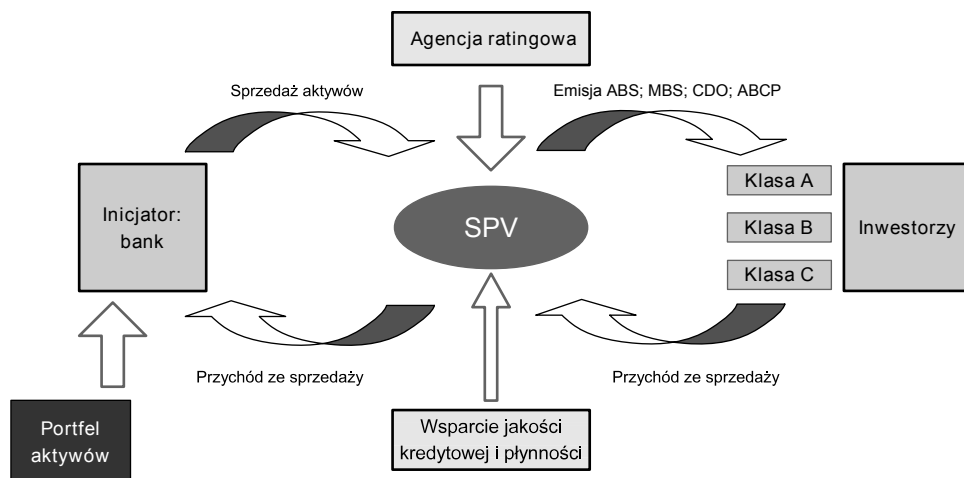 Agencja ratingowa
Sprzedaż aktywów
Emisja ABS; MBS; CDO; ABCP
Inicjator:
bank
SPV
Klasa A
Klasa B
Klasa C
Inwestorzy
Przychód ze sprzedaży
Przychód ze sprzedaży
Portfel
aktywów
Wsparcie jakości
kredytowej i płynności